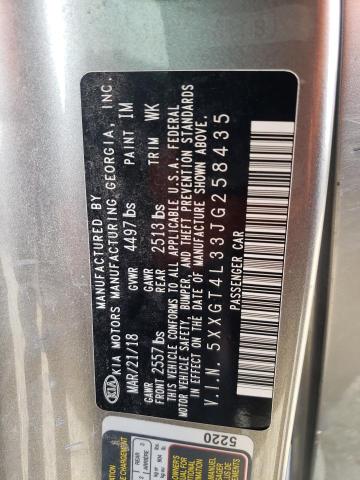 MANUFACTURED BY
KIA KIA MOTORS MANUFACTURING GEORGIA, INC.
MAR/21/18 GVWR 4497lbs PAINT IM
GAWR FRONT 2557lbs GAWR REAR 2513lbs TRIM WK
THIS VEHICLE CONFORMS TO ALL APPLICABLE U.S.A. FEDERAL
MOTOR VEHICLE SAFETY, BUMPER, AND THEFT PREVENTION STANDARDS
IN EFFECT ON THE DATE OF MANUFACTURE SHOWN ABOVE.
V.I.N. 5XXGT4L33JG258435
PASSENGER CAR
5220